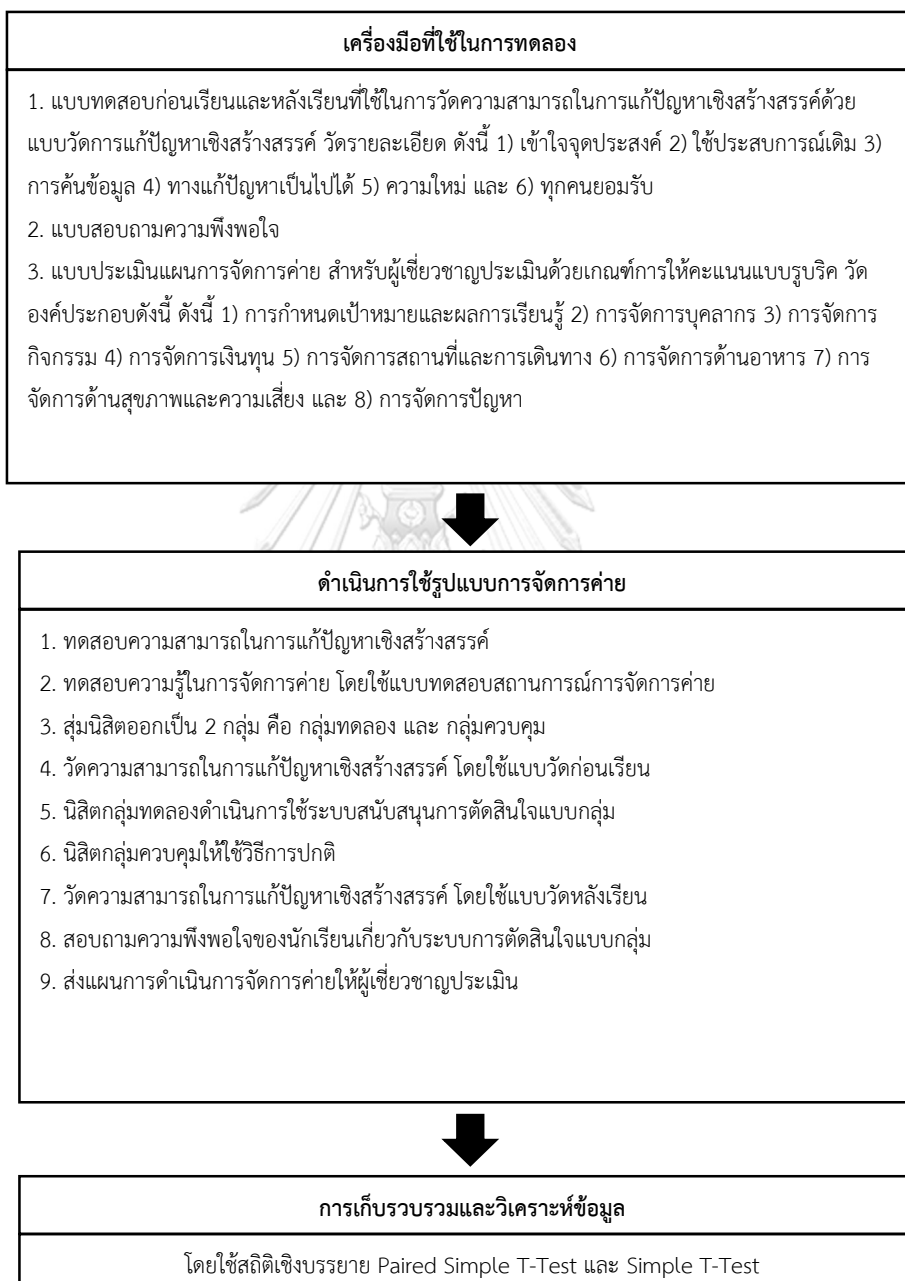 เครื่องมือที่ใช้ในการทดลอง
1. แบบทดสอบก่อนเรียนและหลังเรียนที่ใช้ในการวัดความสามารถในการแก้ปัญหาเชิงสร้างสรรค์ด้วย
แบบวัดการแก้ปัญหาเชิงสร้างสรรค์ วัดรายละเอียด ดังนี้ 1) เข้าใจจุดประสงค์ 2) ใช้ประสบการณ์เดิม 3)
การค้นข้อมูล 4) ทางแก้ปัญหาเป็นไปได้ 5) ความใหม่ และ 6) ทุกคนยอมรับ
2. แบบสอบถามความพึงพอใจ
3. แบบประเมินแผนการจัดการค่าย สำหรับผู้เชี่ยวชาญประเมินด้วยเกณฑ์การให้คะแนนแบบรูบริค วัด
องค์ประกอบดังนี้ ดังนี้ 1) การกำหนดเป้าหมายและผลการเรียนรู้ 2) การจัดการบุคลากร 3) การจัดการ
กิจกรรม 4) การจัดการเงินทุน 5) การจัดการสถานที่และการเดินทาง 6) การจัดการด้านอาหาร 7) การ
จัดการด้านสุขภาพและความเสี่ยง และ 8) การจัดการปัญหา
ดำเนินการใช้รูปแบบการจัดการค่าย
1. ทดสอบความสามารถในการแก้ปัญหาเชิงสร้างสรรค์
2. ทดสอบความรู้ในการจัดการค่าย โดยใช้แบบทดสอบสถานการณ์การจัดการค่าย
3. สุ่มนิสิตออกเป็น 2 กลุ่ม คือ กลุ่มทดลอง และ กลุ่มควบคุม
4. วัดความสามารถในการแก้ปัญหาเชิงสร้างสรรค์ โดยใช้แบบวัดก่อนเรียน
5. นิสิตกลุ่มทดลองดำเนินการใช้ระบบสนับสนุนการตัดสินใจแบบกลุ่ม
6. นิสิตกลุ่มควบคุมให้ใช้วิธีการปกติ
7. วัดความสามารถในการแก้ปัญหาเชิงสร้างสรรค์ โดยใช้แบบวัดหลังเรียน
8. สอบถามความพึงพอใจของนักเรียนเกี่ยวกับระบบการตัดสินใจแบบกลุ่ม
9. ส่งแผนการดำเนินการจัดการค่ายให้ผู้เชี่ยวชาญประเมิน
การเก็บรวบรวมและวิเคราะห์ข้อมูล
โดยใช้สถิติเชิงบรรยาย Paired Simple T-Test และ Simple T-Test